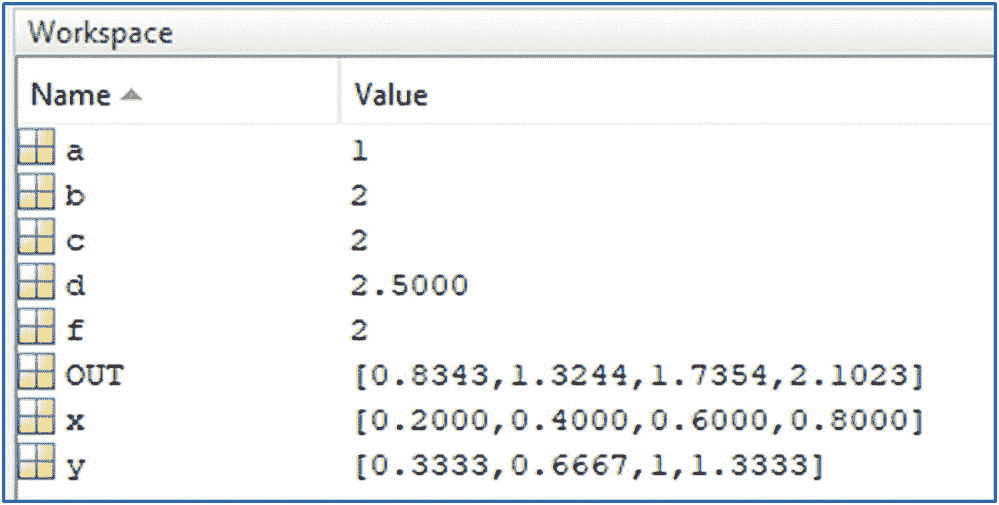 Workspace
Name Value
a 1
b 2
c 2
d 2.5000
f 2
OUT [0.8343,1.3244,1.7354,2.1023]
x [0.2000,0.4000,0.6000,0.8000]
y [0.3333,0.6667,1,1.3333]